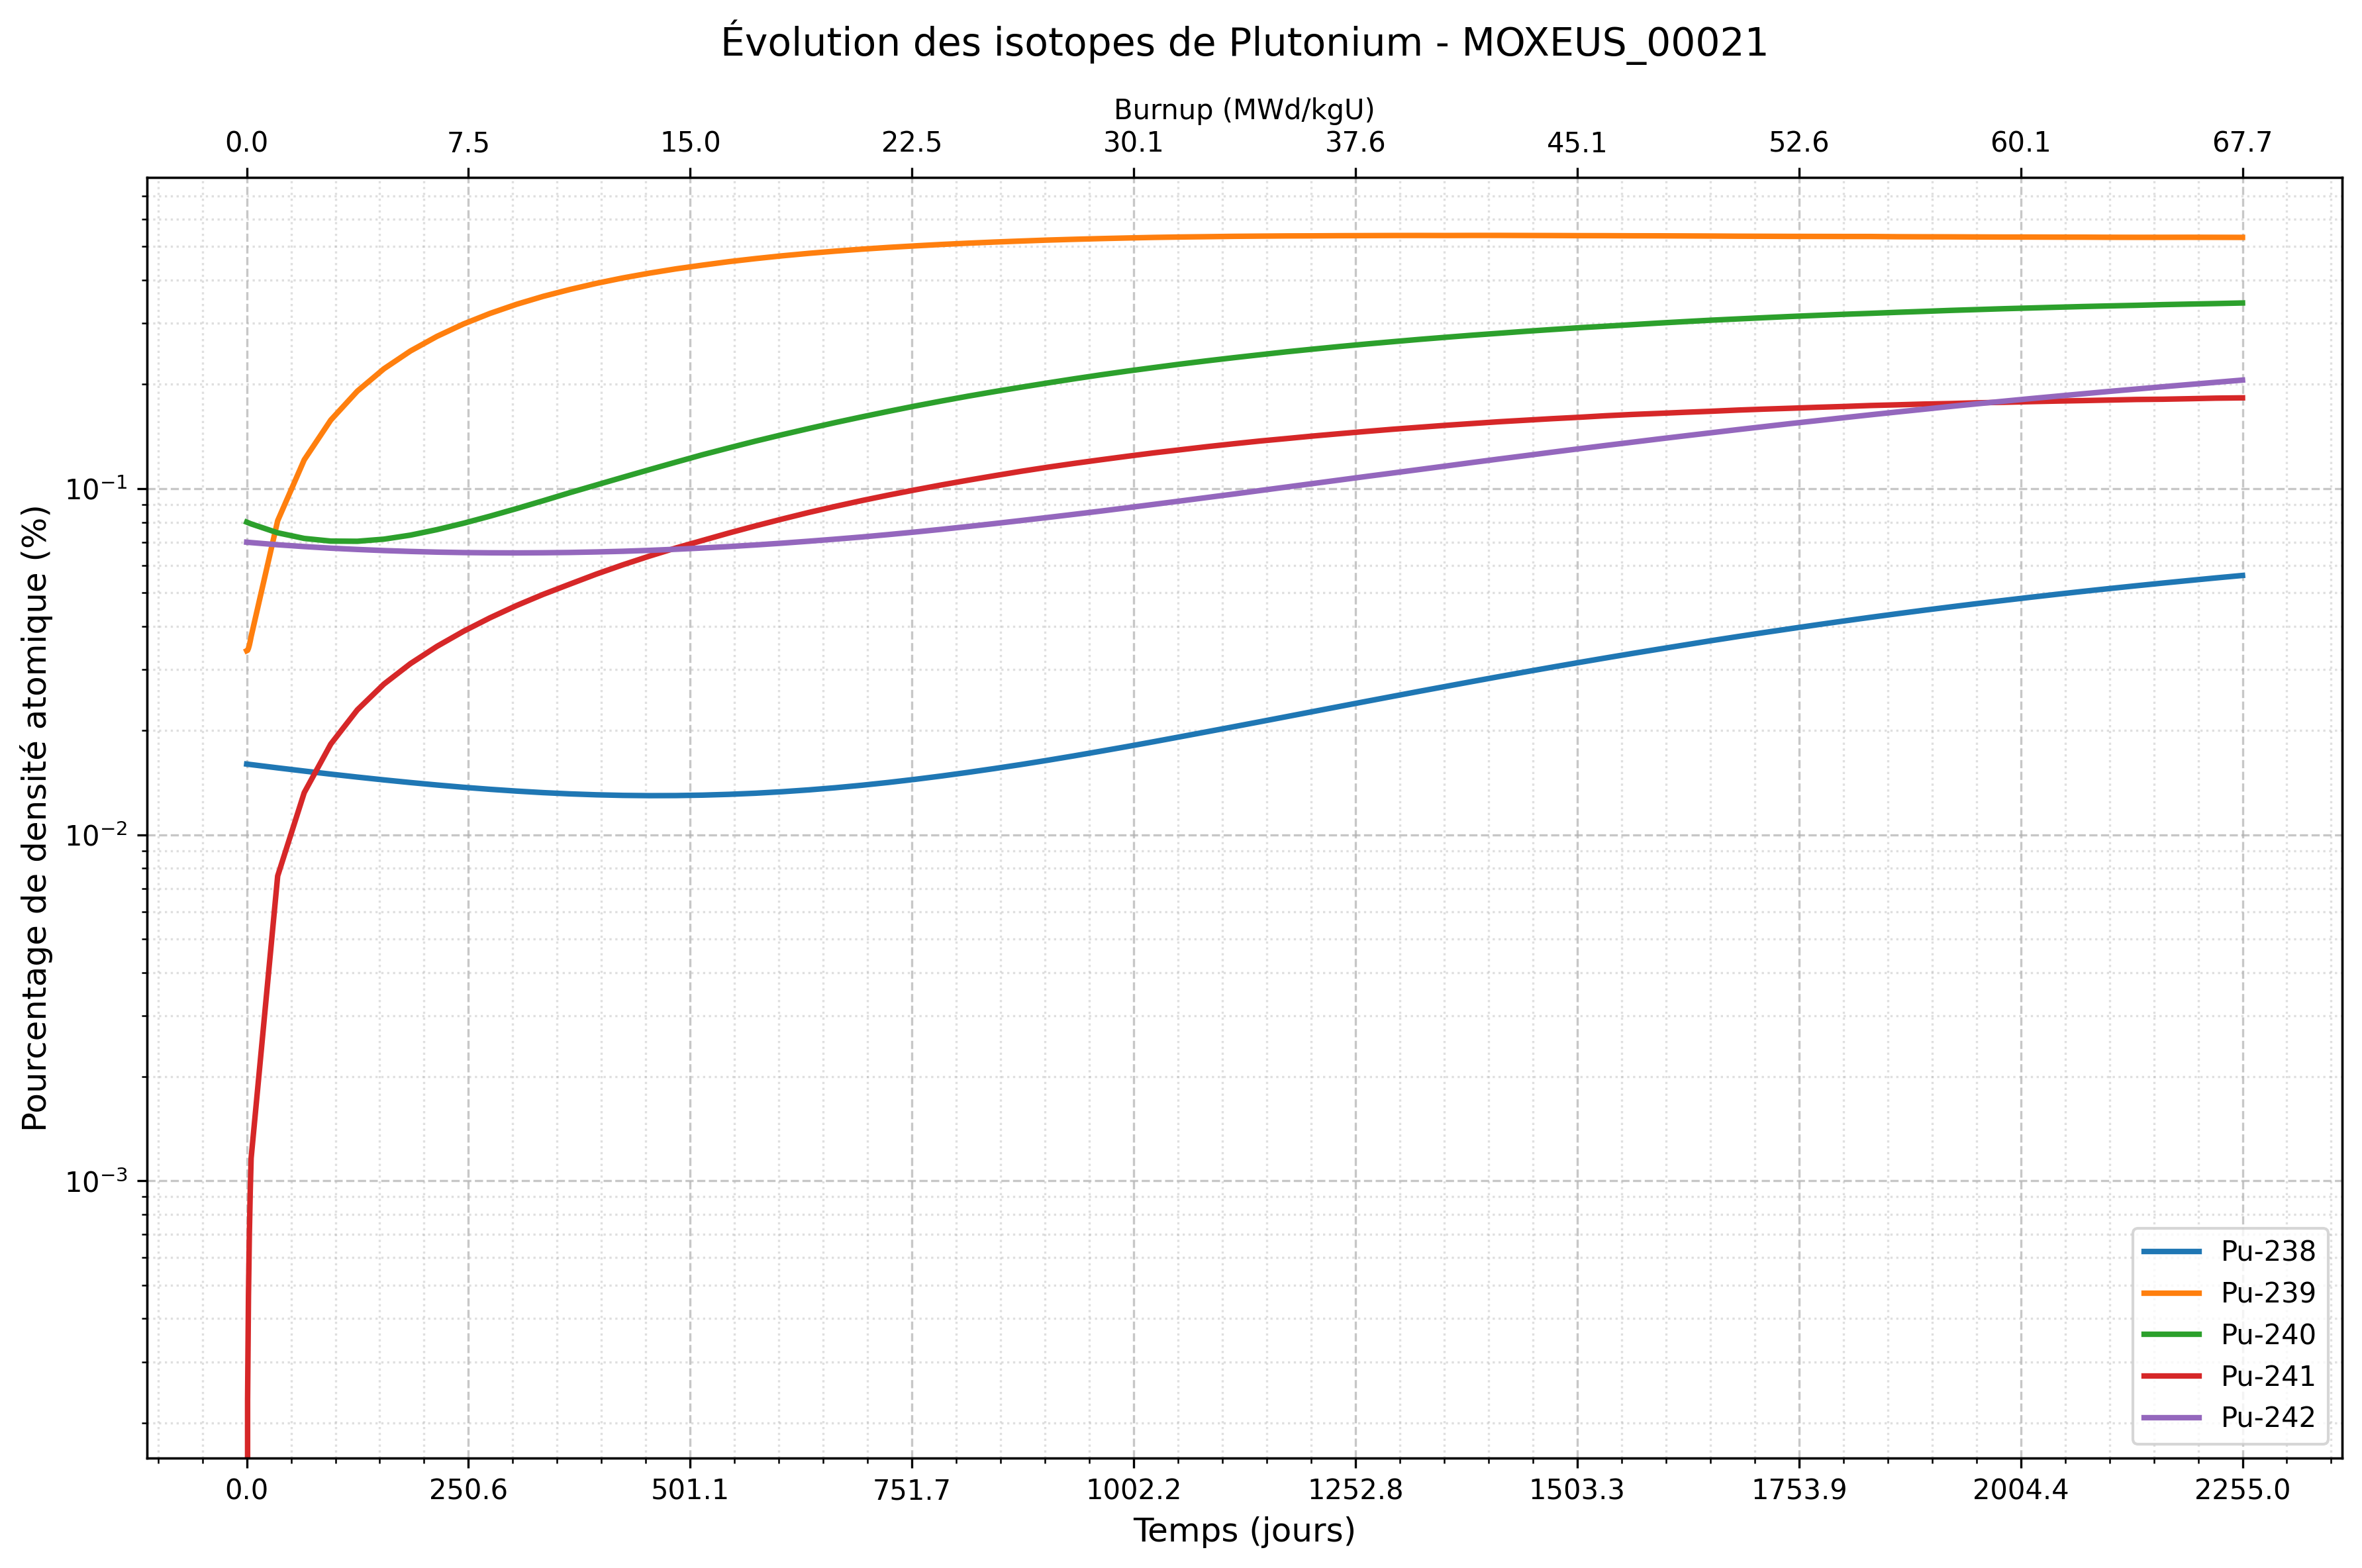 Évolution des isotopes de Plutonium - MOXEUS_00021
Burnup (MWd/kgU)
0.0 7.5 15.0 22.5 30.1 37.6 45.1 52.6 60.1 67.7
Pourcentage de densité atomique (%)
10⁻¹
10⁻²
10⁻³
Pu-238
Pu-239
Pu-240
Pu-241
Pu-242
0.0 250.6 501.1 751.7 1002.2 1252.8 1503.3 1753.9 2004.4 2255.0
Temps (jours)